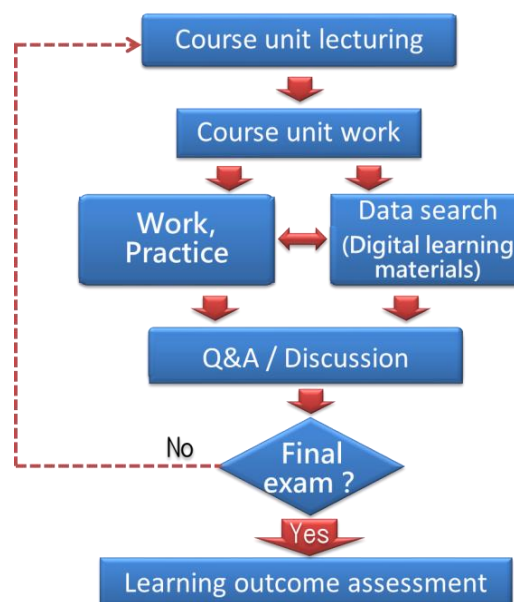 Course unit lecturing
Course unit work
Work,
Practice
Data search
(Digital learning
materials)
Q&A / Discussion
No
Final
exam ?
Yes
Learning outcome assessment